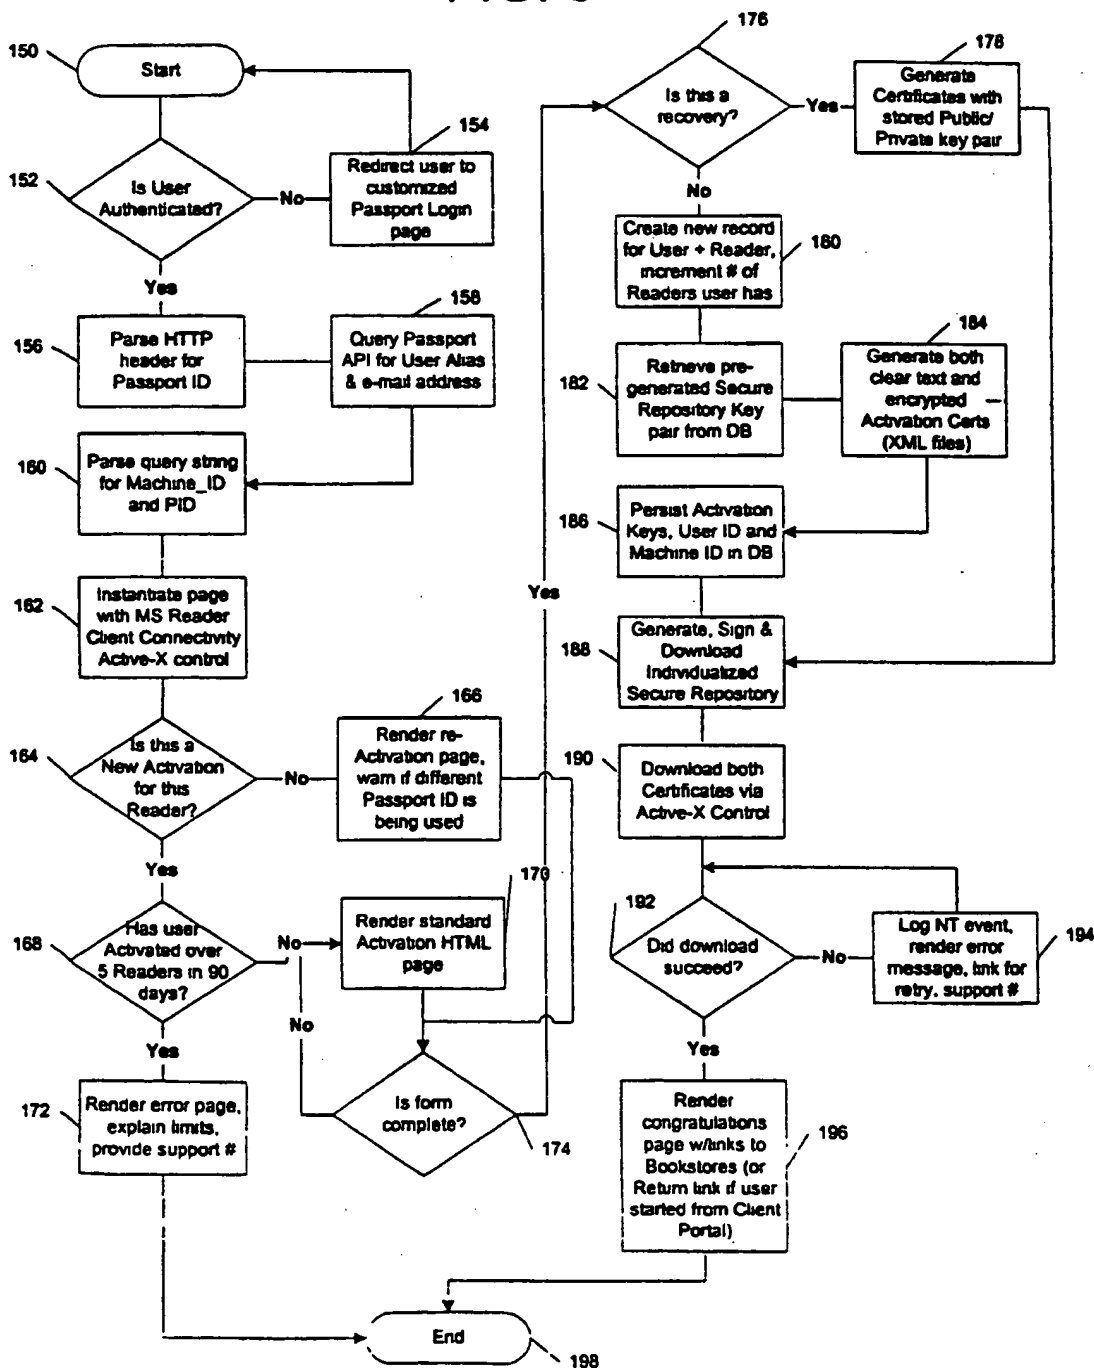 150
Start
154
Redirect user to
customized
Passport Login
page
152
Is User
Authenticated?
No
Yes
158
156
Parse HTTP
header for
Passport ID
Query Passport
API for User Alias
& e-mail address
160
Parse query string
for Machine_ID
and PID
162
Instantiate page
with MS Reader
Client Connectivity
Active-X control
166
164
Is this a
New Activation
for this
Reader?
No
Render re-
Activation page,
warn if different
Passport ID is
being used
Yes
170
168
Has user
Activated over
5 Readers in 90
days?
No
Render standard
Activation HTML
page
No
Yes
172
Render error page,
explain limits,
provide support #
Is form
complete?
174
Yes
176
178
Is this a
recovery?
Yes
Generate
Certificates with
stored Public/
Private key pair
No
Create new record
for User + Reader,
increment # of
Readers user has
180
184
182
Retrieve pre-
generated Secure
Repository Key
pair from DB
Generate both
clear text and
encrypted
Activation Certs
(XML files)
186
Persist Activation
Keys, User ID and
Machine ID in DB
188
Generate, Sign &
Download
Individualized
Secure Repository
190
Download both
Certificates via
Active-X Control
192
Did download
succeed?
No
Log NT event,
render error
message, link for
retry, support #
194
Yes
Render
congratulations
page w/links to
Bookstores (or
Return link if user
started from Client
Portal)
196
End
198